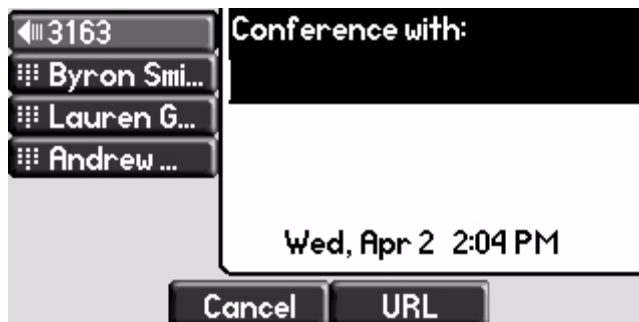 3163
Byron Smi...
Lauren G...
Andrew ...
Conference with:
Wed, Apr 2 2:04 PM
Cancel
URL